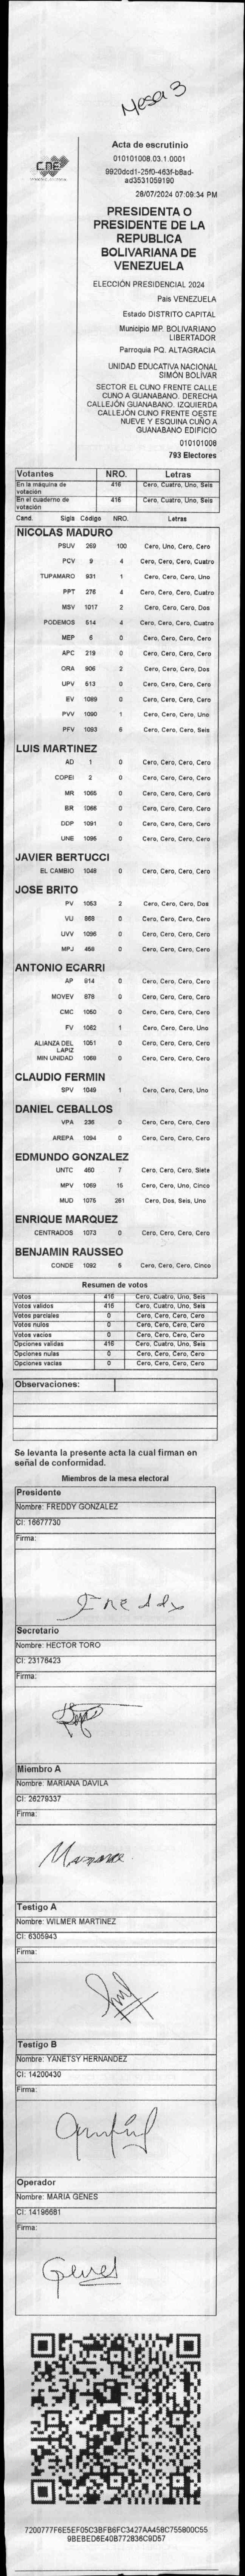 Mesa 3
CNE
Acta de escrutinio
010101008.03.1.0001
9920dcd1-25f0-463f-b8ad-
ad3531059190
28/07/2024 07:09:34 PM
PRESIDENTA O
PRESIDENTE DE LA
REPUBLICA
BOLIVARIANA DE
VENEZUELA
ELECCIÓN PRESIDENCIAL 2024
Pais VENEZUELA
Estado DISTRITO CAPITAL
Municipio MP. BOLIVARIANO
LIBERTADOR
Parroquia PQ. ALTAGRACIA
UNIDAD EDUCATIVA NACIONAL
SIMÓN BOLÍVAR
SECTOR EL CUNO FRENTE CALLE
CUNO A GUANABANO. DERECHA
CALLEJÓN GUANABANO. IZQUIERDA
CALLEJÓN CUNO FRENTE OESTE
NUEVE Y ESQUINA CUÑO A
GUANABANO EDIFICIO
010101008
793 Electores
Votantes NRO. Letras
En la máquina de votación 416 Cero, Cuatro, Uno, Seis
En el cuaderno de votación 416 Cero, Cuatro, Uno, Seis
Cand. Sigla Código NRO. Letras
NICOLAS MADURO
PSUV 269 100 Cero, Uno, Cero, Cero
PCV 9 4 Cero, Cero, Cero, Cuatro
TUPAMARO 931 1 Cero, Cero, Cero, Uno
PPT 276 4 Cero, Cero, Cero, Cuatro
MSV 1017 2 Cero, Cero, Cero, Dos
PODEMOS 514 4 Cero, Cero, Cero, Cuatro
MEP 6 0 Cero, Cero, Cero, Cero
APC 219 0 Cero, Cero, Cero, Cero
ORA 906 2 Cero, Cero, Cero, Dos
UPV 613 0 Cero, Cero, Cero, Cero
EV 1089 0 Cero, Cero, Cero, Cero
PVV 1090 1 Cero, Cero, Cero, Uno
PFV 1093 6 Cero, Cero, Cero, Seis
LUIS MARTINEZ
AD 1 0 Cero, Cero, Cero, Cero
COPEI 2 0 Cero, Cero, Cero, Cero
MR 1065 0 Cero, Cero, Cero, Cero
BR 1066 0 Cero, Cero, Cero, Cero
DDP 1091 0 Cero, Cero, Cero, Cero
UNE 1095 0 Cero, Cero, Cero, Cero
JAVIER BERTUCCI
EL CAMBIO 1048 0 Cero, Cero, Cero, Cero
JOSE BRITO
PV 1053 2 Cero, Cero, Cero, Dos
VU 868 0 Cero, Cero, Cero, Cero
UVV 1096 0 Cero, Cero, Cero, Cero
MPJ 456 0 Cero, Cero, Cero, Cero
ANTONIO ECARRI
AP 814 0 Cero, Cero, Cero, Cero
MOVEV 878 0 Cero, Cero, Cero, Cero
CMC 1050 0 Cero, Cero, Cero, Cero
FV 1062 1 Cero, Cero, Cero, Uno
ALIANZA DEL LAPIZ 1051 0 Cero, Cero, Cero, Cero
MIN UNIDAD 1068 0 Cero, Cero, Cero, Cero
CLAUDIO FERMIN
SPV 1049 1 Cero, Cero, Cero, Uno
DANIEL CEBALLOS
VPA 236 0 Cero, Cero, Cero, Cero
AREPA 1094 0 Cero, Cero, Cero, Cero
EDMUNDO GONZALEZ
UNTC 460 7 Cero, Cero, Cero, Siete
MPV 1069 15 Cero, Cero, Uno, Cinco
MUD 1075 261 Cero, Dos, Seis, Uno
ENRIQUE MARQUEZ
CENTRADOS 1073 0 Cero, Cero, Cero, Cero
BENJAMIN RAUSSEO
CONDE 1092 5 Cero, Cero, Cero, Cinco
Resumen de votos
Votos 416 Cero, Cuatro, Uno, Seis
Votos validos 416 Cero, Cuatro, Uno, Seis
Votos parciales 0 Cero, Cero, Cero, Cero
Votos nulos 0 Cero, Cero, Cero, Cero
Votos vacios 0 Cero, Cero, Cero, Cero
Opciones validas 416 Cero, Cuatro, Uno, Seis
Opciones nulas 0 Cero, Cero, Cero, Cero
Opciones vacias 0 Cero, Cero, Cero, Cero
Observaciones:
Se levanta la presente acta la cual firman en
señal de conformidad.
Miembros de la mesa electoral
Presidente
Nombre: FREDDY GONZALEZ
CI: 16677730
Firma:
Freddy
Secretario
Nombre: HECTOR TORO
CI: 23176423
Firma:
Miembro A
Nombre: MARIANA DAVILA
CI: 26279337
Firma:
Testigo A
Nombre: WILMER MARTINEZ
CI: 6305943
Firma:
Testigo B
Nombre: YANETSY HERNANDEZ
CI: 14200430
Firma:
Operador
Nombre: MARIA GENES
CI: 14196681
Firma:
Genes
7200777F6E5EF05C3BFB6FC3427AA458C755800C55
9BEBED6E40B772836C9D57